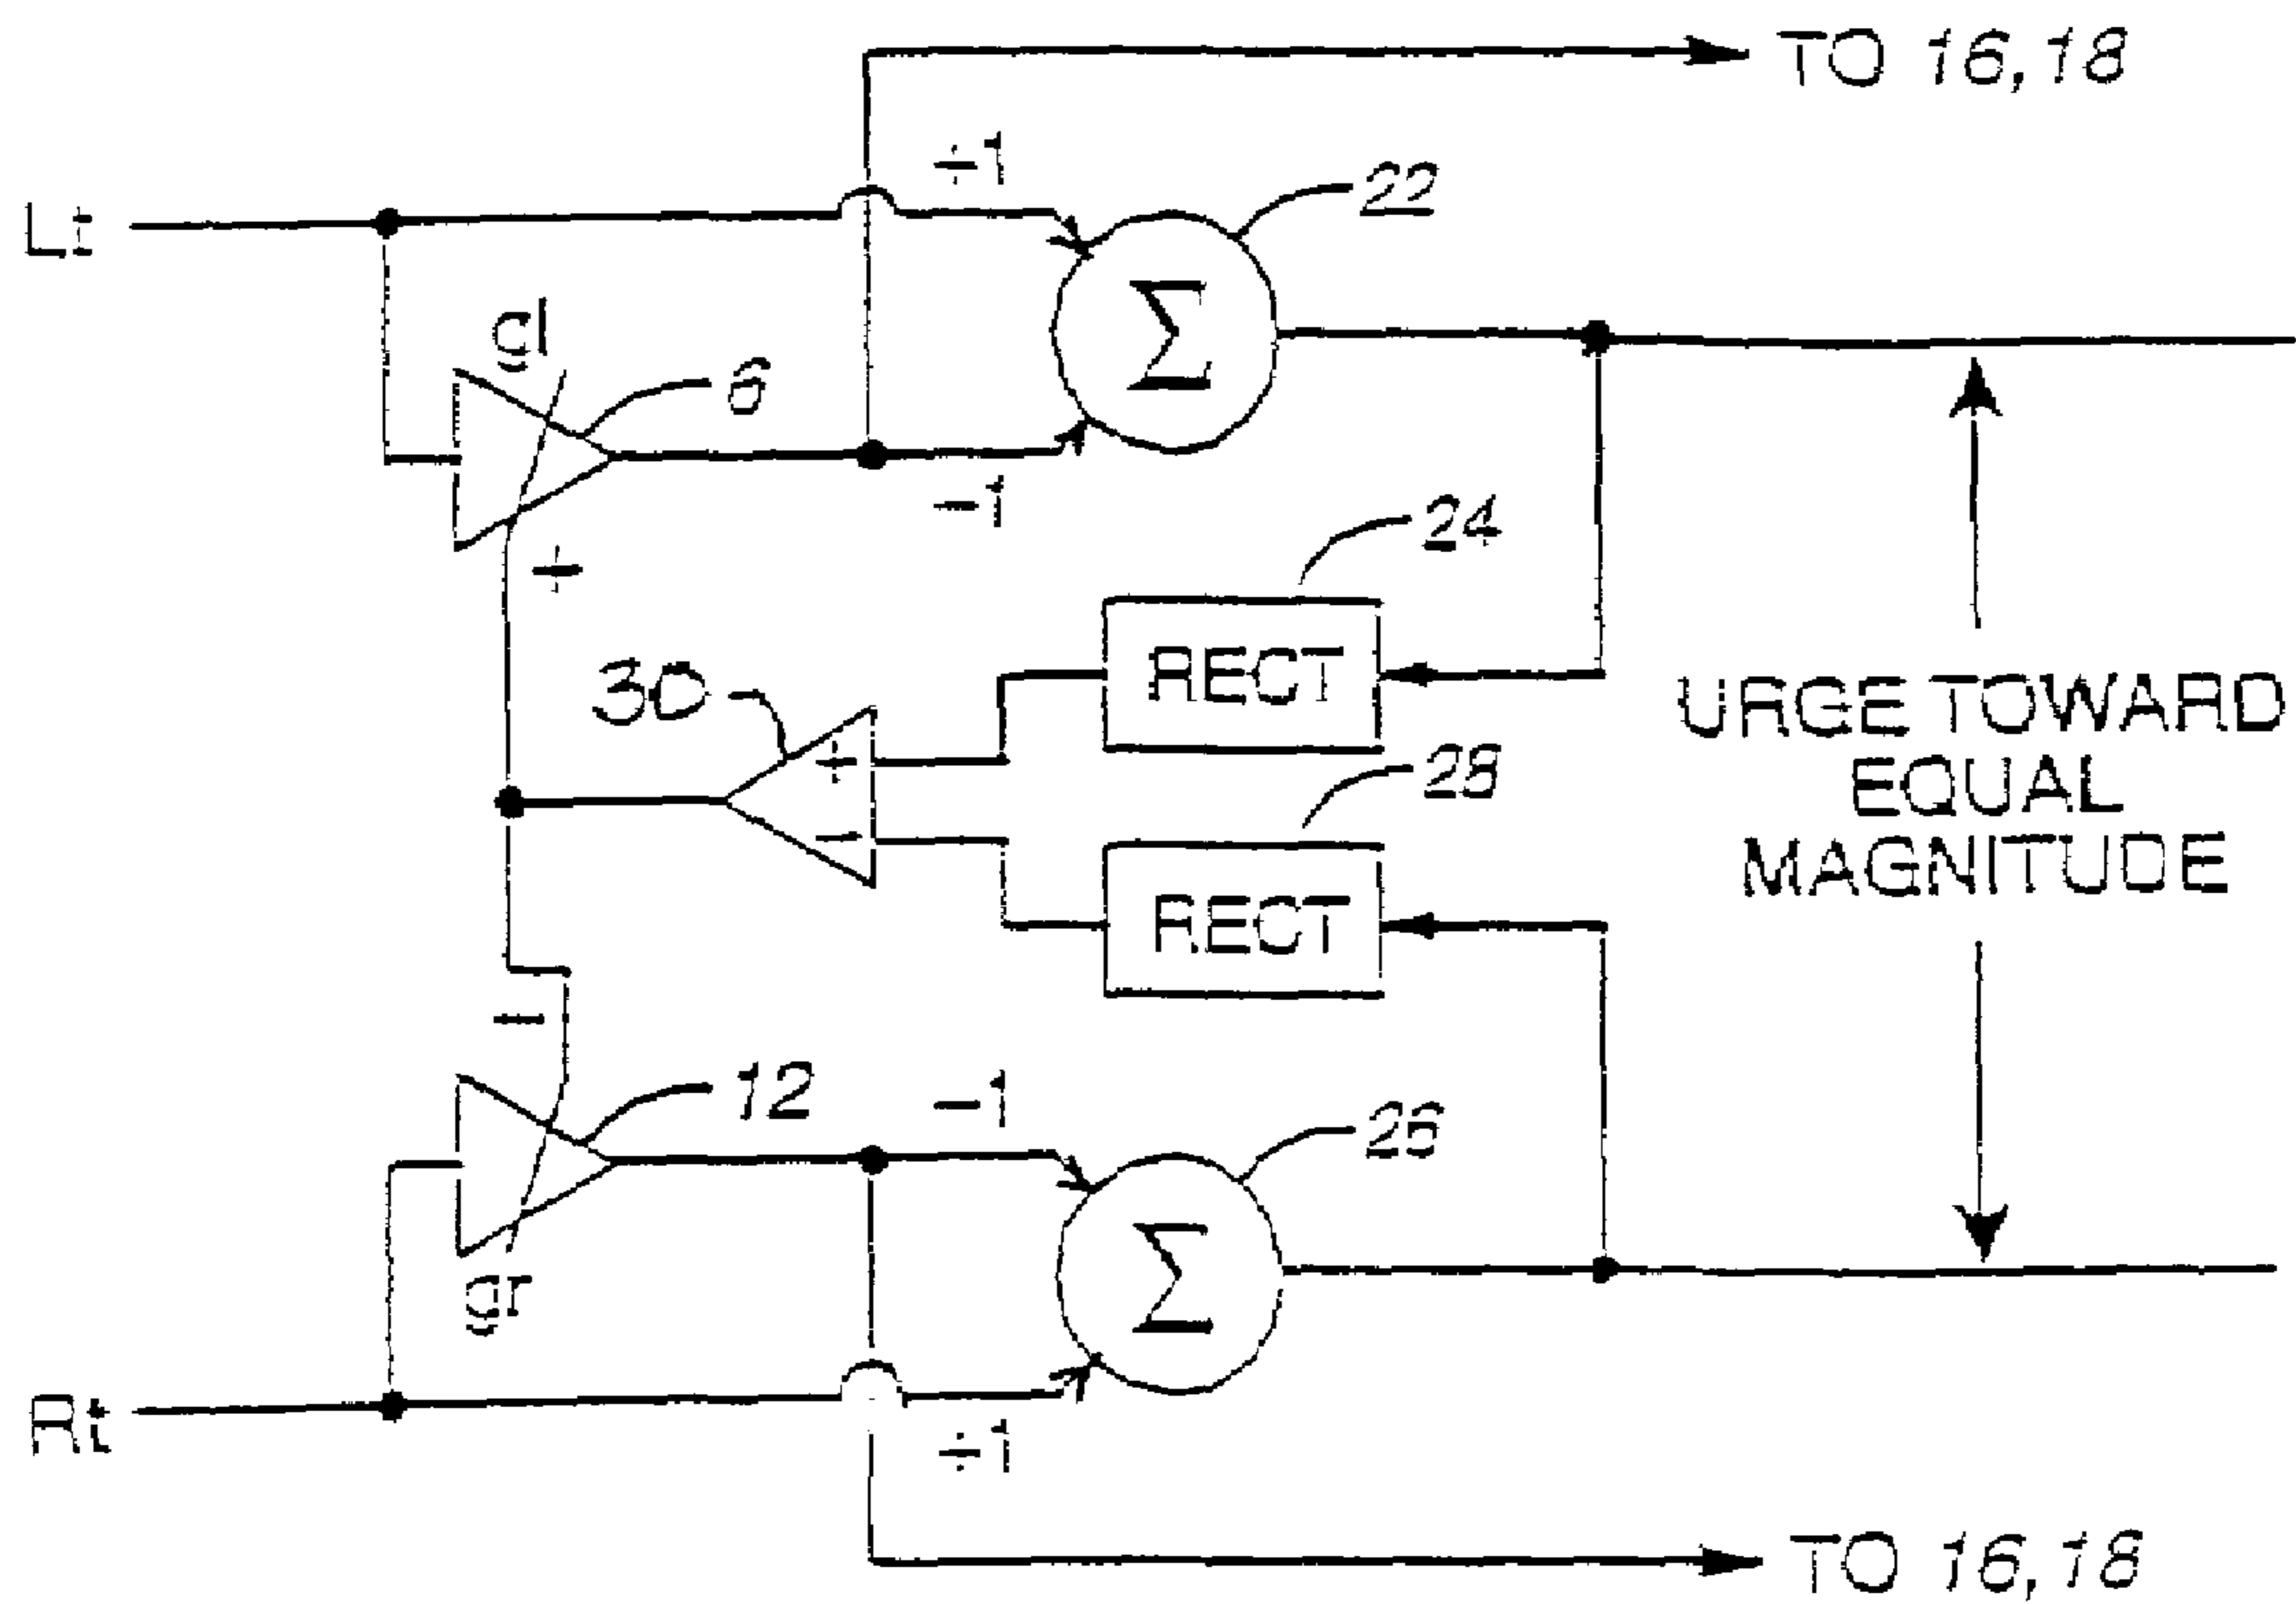 TO 16,18
+1
Lt
22
gl
6
-1
24
+
RECT
30
+
28
URGE TOWARD
EQUAL
MAGNITUDE
-
RECT
-
12
-1
26
gr
Rt
+1
TO 16,18
Σ
Σ